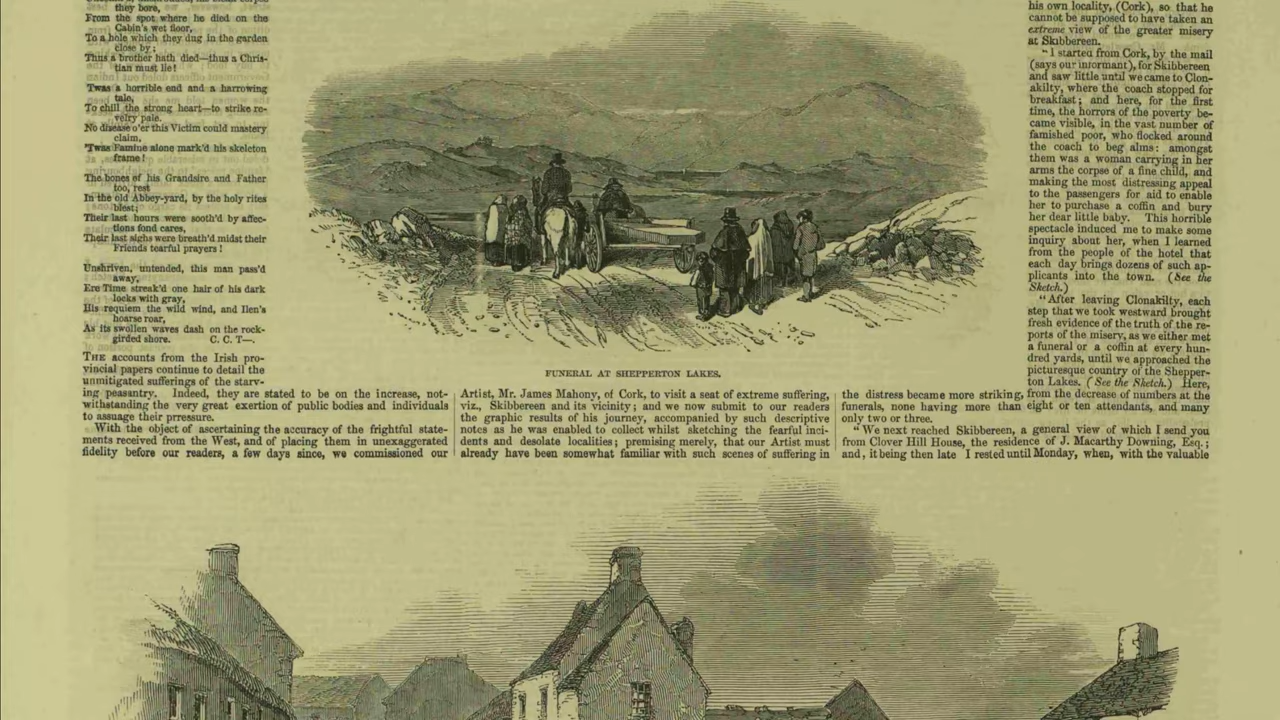 they bore,
From the spot where he died on the
Cabin's wet floor,
To a hole which they dug in the garden
close by;
Thus a brother hath died—thus a Chris-
tian must lie!
'Twas a horrible end and a harrowing
tale,
To chill the strong heart—to strike re-
velry pale.
No disease o'er this Victim could mastery
claim,
'Twas Famine alone mark'd his skeleton
frame!
The bones of his Grandsire and Father
too, rest
In the old Abbey-yard, by the holy rites
blest;
Their last hours were sooth'd by affec-
tions fond cares,
Their last sighs were breath'd midst their
Friends tearful prayers!
Unshriven, untended, this man pass'd
away,
Ere Time streak'd one hair of his dark
locks with gray,
His requiem the wild wind, and Ilen's
hoarse roar,
As its swollen waves dash on the rock-
girded shore. C. C. T—.
THE accounts from the Irish pro-
vincial papers continue to detail the
unmitigated sufferings of the starv-
ing peasantry. Indeed, they are stated to be on the increase, not-
withstanding the very great exertion of public bodies and individuals
to assuage their prressure.
With the object of ascertaining the accuracy of the frightful state-
ments received from the West, and of placing them in unexaggerated
fidelity before our readers, a few days since, we commissioned our
FUNERAL AT SHEPPERTON LAKES.
Artist, Mr. James Mahony, of Cork, to visit a seat of extreme suffering,
viz., Skibbereen and its vicinity; and we now submit to our readers
the graphic results of his journey, accompanied by such descriptive
notes as he was enabled to collect whilst sketching the fearful inci-
dents and desolate localities; premising merely, that our Artist must
already have been somewhat familiar with such scenes of suffering in
his own locality, (Cork), so that he
cannot be supposed to have taken an
extreme view of the greater misery
at Skibbereen.
"I started from Cork, by the mail
(says our informant), for Skibbereen
and saw little until we came to Clon-
akilty, where the coach stopped for
breakfast; and here, for the first
time, the horrors of the poverty be-
came visible, in the vast number of
famished poor, who flocked around
the coach to beg alms: amongst
them was a woman carrying in her
arms the corpse of a fine child, and
making the most distressing appeal
to the passengers for aid to enable
her to purchase a coffin and bury
her dear little baby. This horrible
spectacle induced me to make some
inquiry about her, when I learned
from the people of the hotel that
each day brings dozens of such ap-
plicants into the town. (See the
Sketch.)
"After leaving Clonakilty, each
step that we took westward brought
fresh evidence of the truth of the re-
ports of the misery, as we either met
a funeral or a coffin at every hun-
dred yards, until we approached the
picturesque country of the Shepper-
ton Lakes. (See the Sketch.) Here,
the distress became more striking, from the decrease of numbers at the
funerals, none having more than eight or ten attendants, and many
only two or three.
"We next reached Skibbereen, a general view of which I send you
from Clover Hill House, the residence of J. Macarthy Downing, Esq.;
and, it being then late I rested until Monday, when, with the valuable